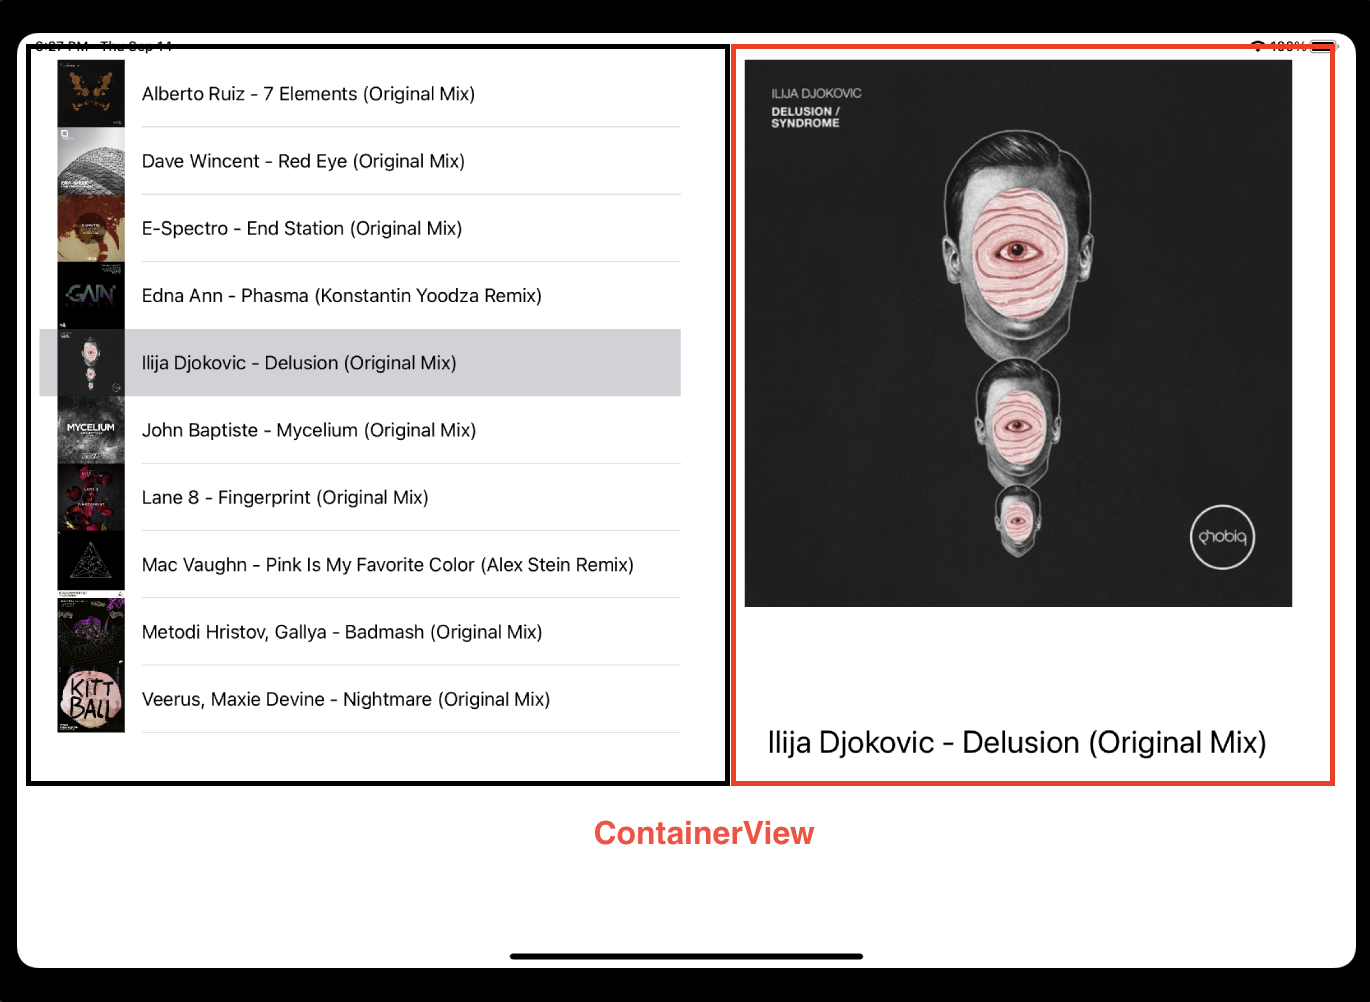 Alberto Ruiz - 7 Elements (Original Mix)
Dave Wincent - Red Eye (Original Mix)
E-Spectro - End Station (Original Mix)
GAIN
Edna Ann - Phasma (Konstantin Yoodza Remix)
Ilija Djokovic - Delusion (Original Mix)
MYCELIUM
John Baptiste - Mycelium (Original Mix)
Lane 8 - Fingerprint (Original Mix)
Mac Vaughn - Pink Is My Favorite Color (Alex Stein Remix)
Metodi Hristov, Gallya - Badmash (Original Mix)
KITT
BALL
Veerus, Maxie Devine - Nightmare (Original Mix)
ILIJA DJOKOVIC
DELUSION /
SYNDROME
phobiq
Ilija Djokovic - Delusion (Original Mix)
ContainerView